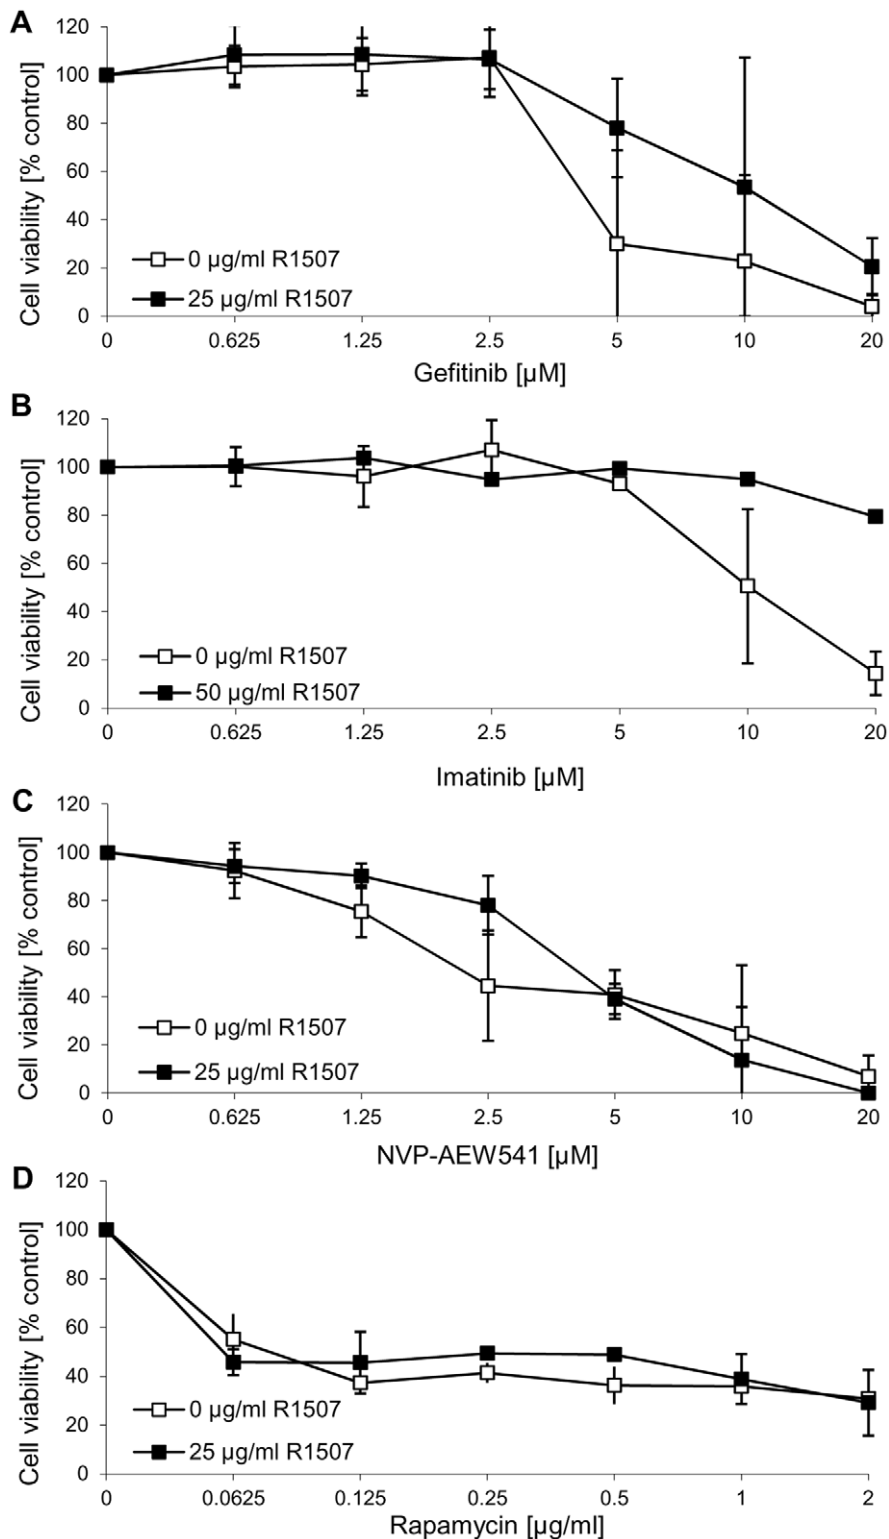 A
Cell viability [% control]
120
100
80
60
40
20
0
0 µg/ml R1507
25 µg/ml R1507
0 0.625 1.25 2.5 5 10 20
Gefitinib [µM]
B
Cell viability [% control]
120
100
80
60
40
20
0
0 µg/ml R1507
50 µg/ml R1507
0 0.625 1.25 2.5 5 10 20
Imatinib [µM]
C
Cell viability [% control]
120
100
80
60
40
20
0
0 µg/ml R1507
25 µg/ml R1507
0 0.625 1.25 2.5 5 10 20
NVP-AEW541 [µM]
D
Cell viability [% control]
120
100
80
60
40
20
0
0 µg/ml R1507
25 µg/ml R1507
0 0.0625 0.125 0.25 0.5 1 2
Rapamycin [µg/ml]